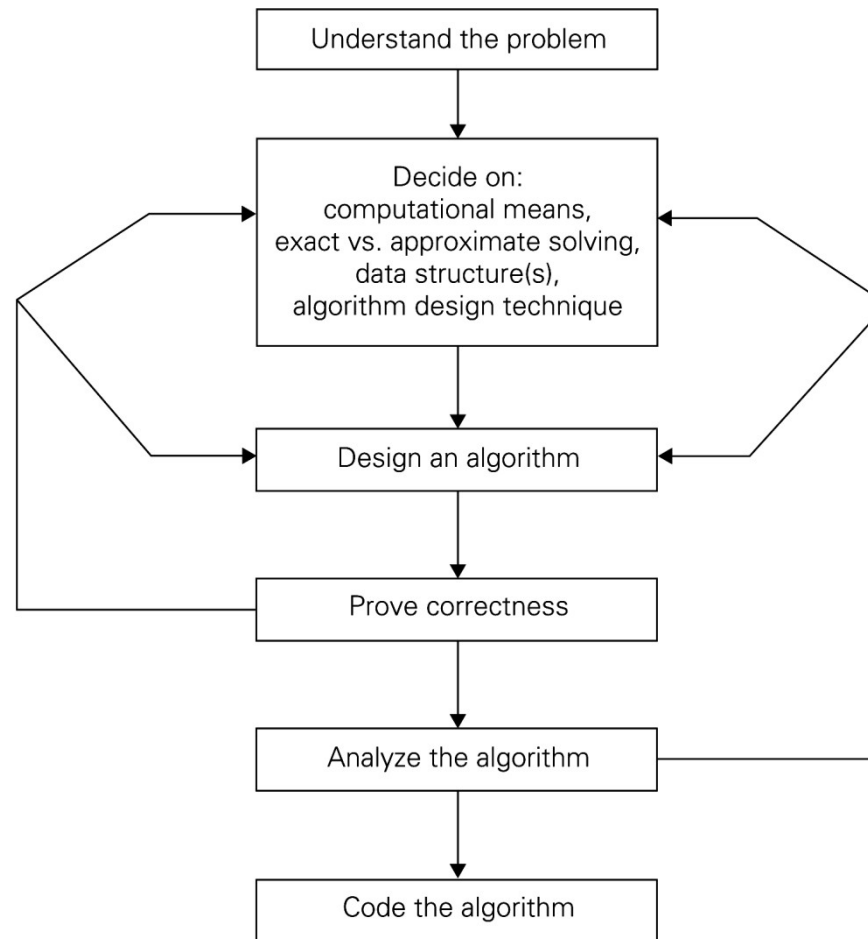 Understand the problem
Decide on:
computational means,
exact vs. approximate solving,
data structure(s),
algorithm design technique
Design an algorithm
Prove correctness
Analyze the algorithm
Code the algorithm